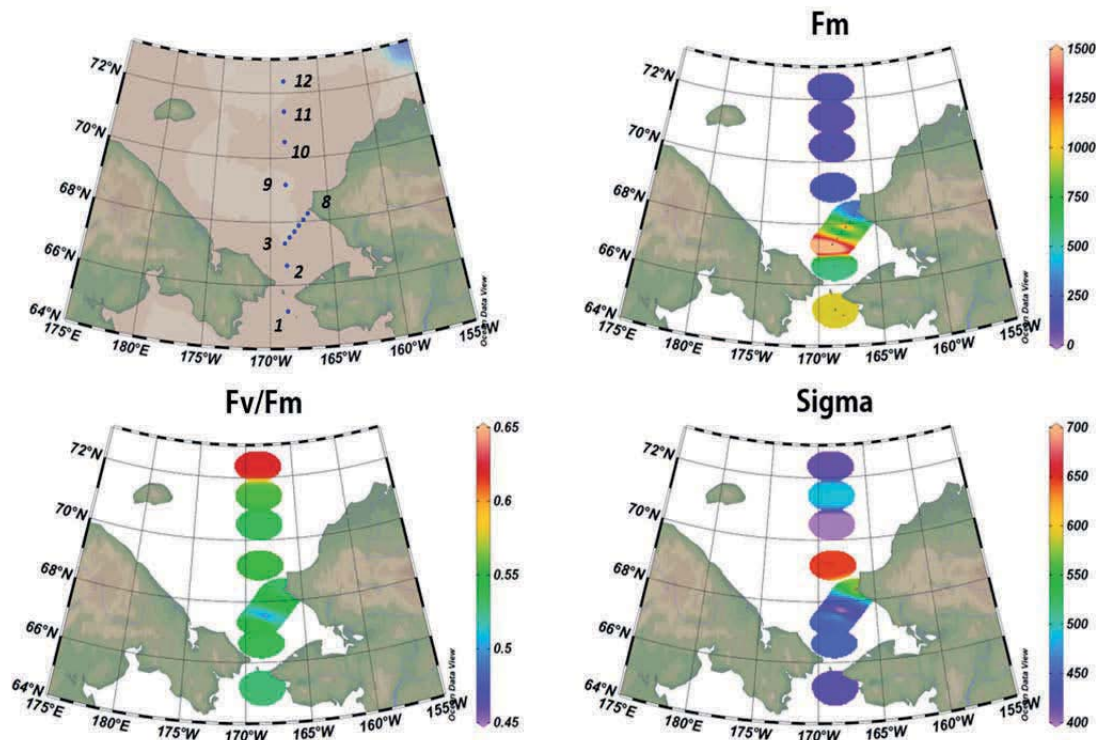 Fm
72°N
70°N
68°N
66°N
64°N
175°E
180°W
175°W
170°W
165°W
160°W
155°W
12
11
10
9
8
3
2
1
Ocean Data View
72°N
70°N
68°N
66°N
64°N
175°E
180°W
175°W
170°W
165°W
160°W
155°W
Ocean Data View
1500
1250
1000
750
500
250
0
Fv/Fm
72°N
70°N
68°N
66°N
64°N
175°E
180°W
175°W
170°W
165°W
160°W
155°W
Ocean Data View
0.65
0.6
0.55
0.5
0.45
Sigma
72°N
70°N
68°N
66°N
64°N
175°E
180°W
175°W
170°W
165°W
160°W
155°W
Ocean Data View
700
650
600
550
500
450
400